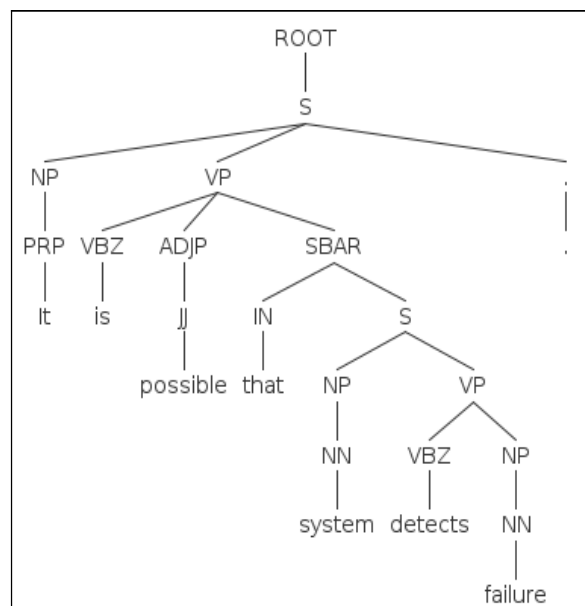 ROOT
S
NP VP .
PRP VBZ ADJP SBAR .
It is JJ IN S
possible that NP VP
NN VBZ NP
system detects NN
failure